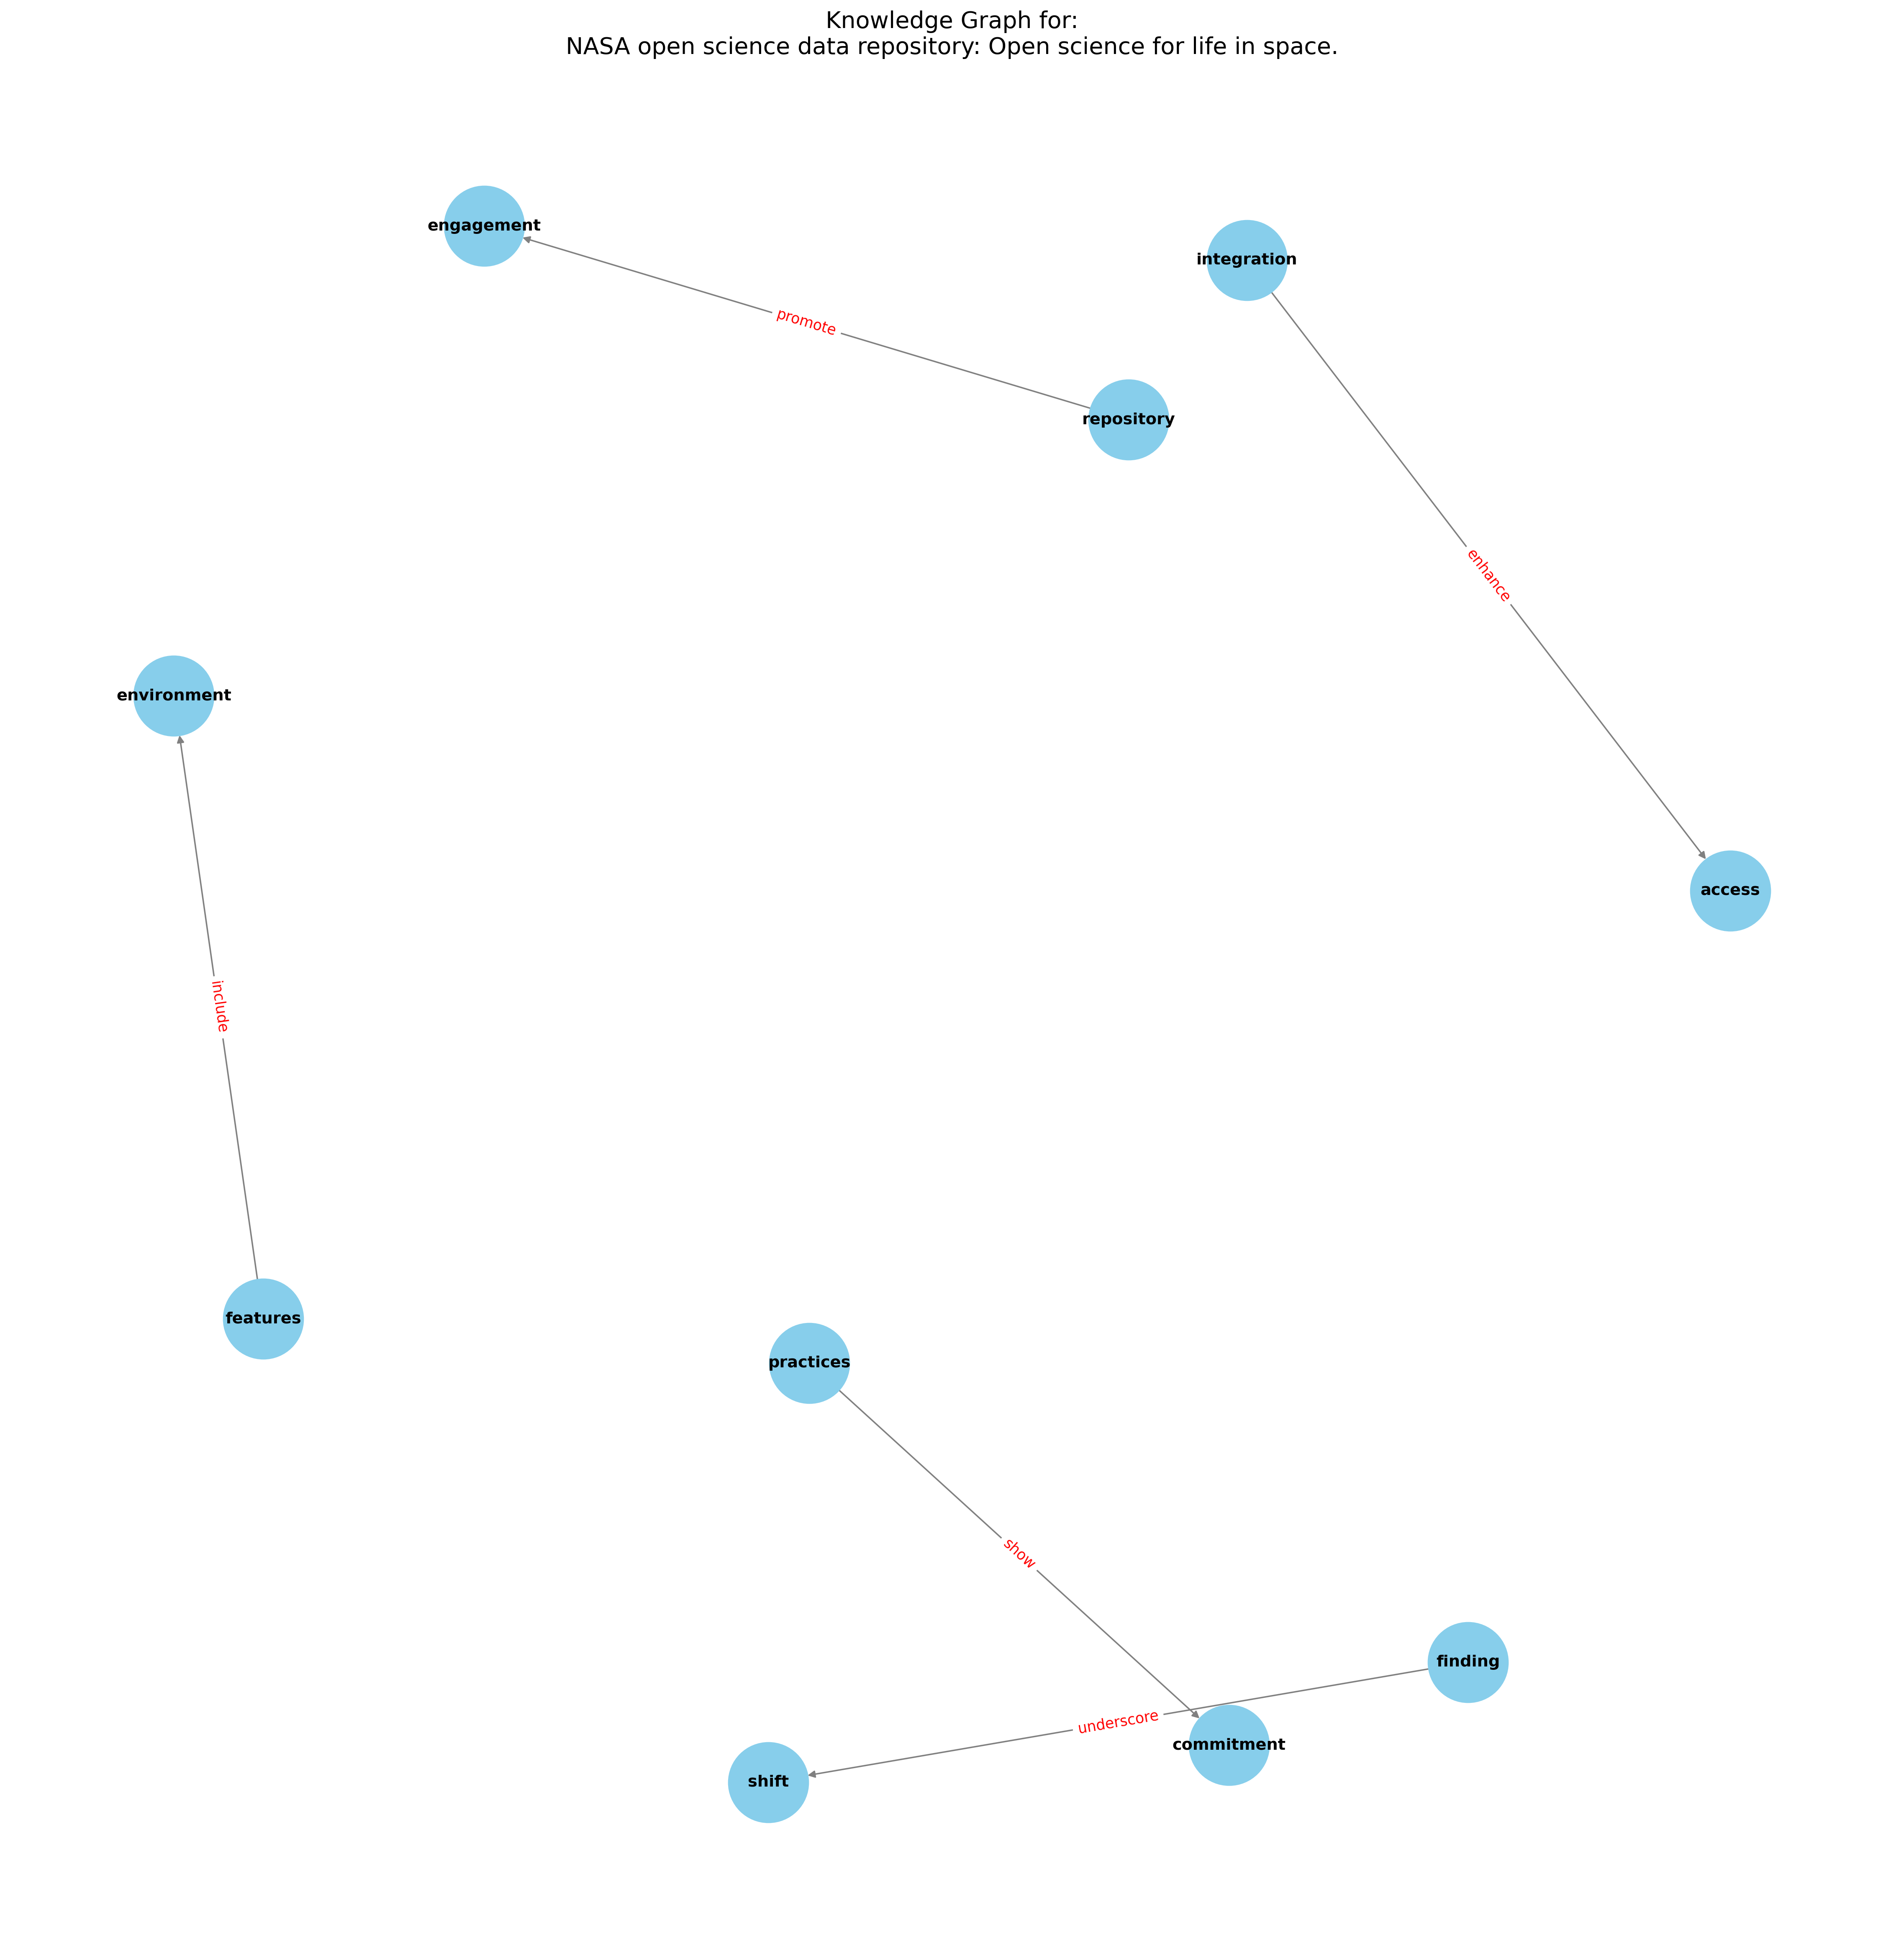 Knowledge Graph for:
NASA open science data repository: Open science for life in space.
engagement
integration
promote
repository
enhance
environment
access
include
features
practices
show
finding
underscore
commitment
shift